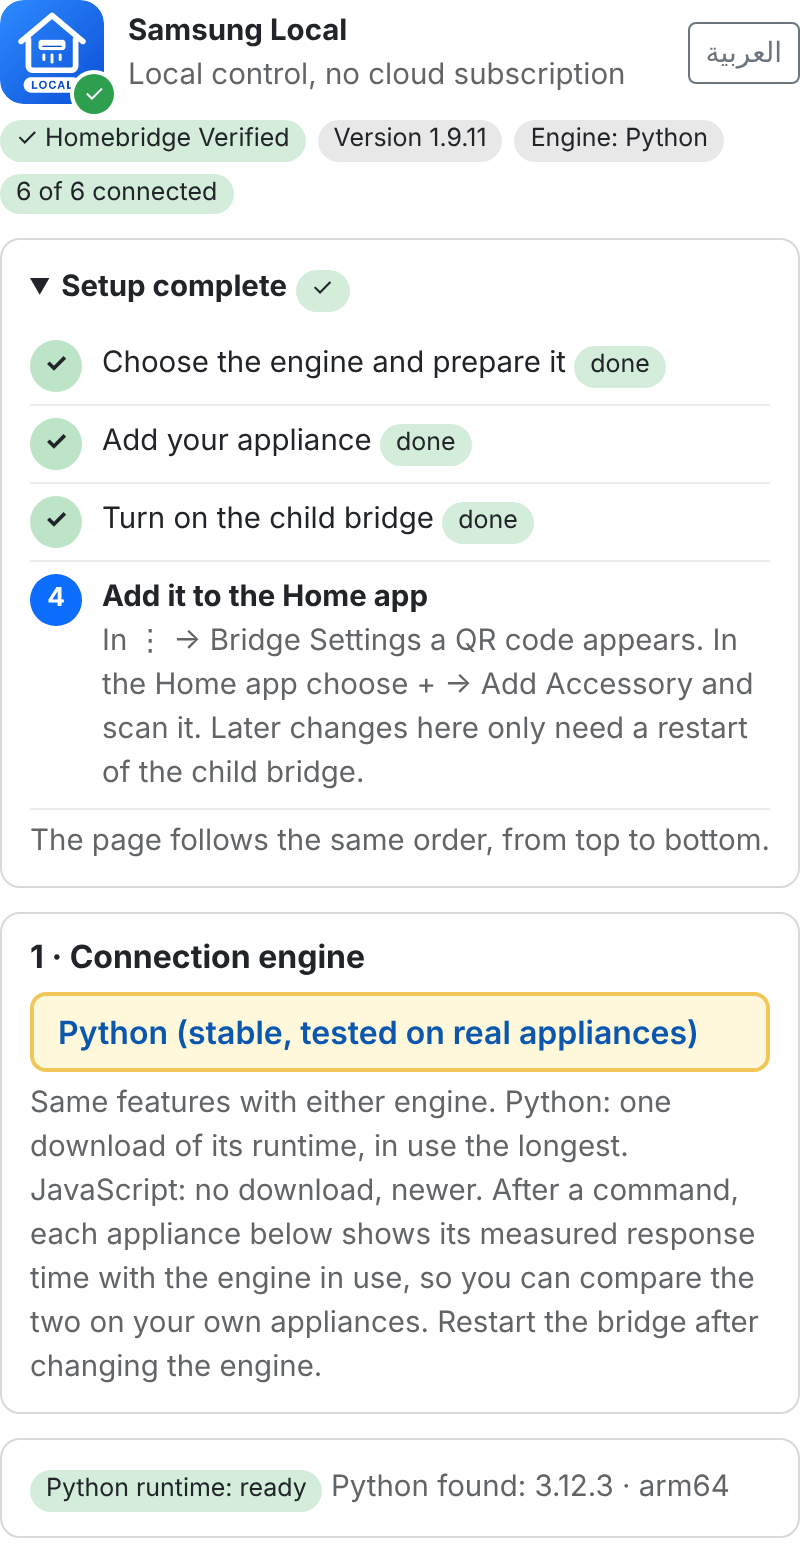 LOCAL
Samsung Local
Local control, no cloud subscription
العربية
✓ Homebridge Verified
Version 1.9.11
Engine: Python
6 of 6 connected
▼ Setup complete ✓
✓ Choose the engine and prepare it done
✓ Add your appliance done
✓ Turn on the child bridge done
4 Add it to the Home app
In ⋮ → Bridge Settings a QR code appears. In
the Home app choose + → Add Accessory and
scan it. Later changes here only need a restart
of the child bridge.
The page follows the same order, from top to bottom.
1 · Connection engine
Python (stable, tested on real appliances)
Same features with either engine. Python: one
download of its runtime, in use the longest.
JavaScript: no download, newer. After a command,
each appliance below shows its measured response
time with the engine in use, so you can compare the
two on your own appliances. Restart the bridge after
changing the engine.
Python runtime: ready Python found: 3.12.3 · arm64